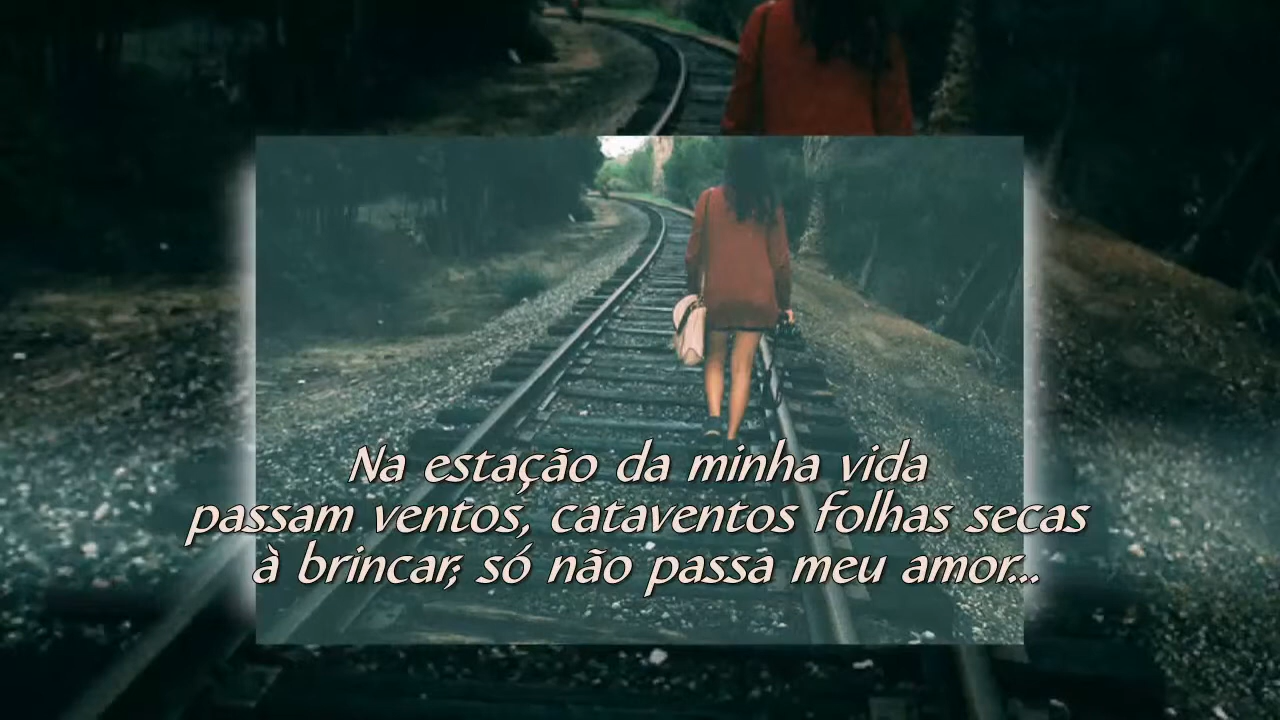 Na estação da minha vida
passam ventos, cataventos folhas secas
à brincar; só não passa meu amor...